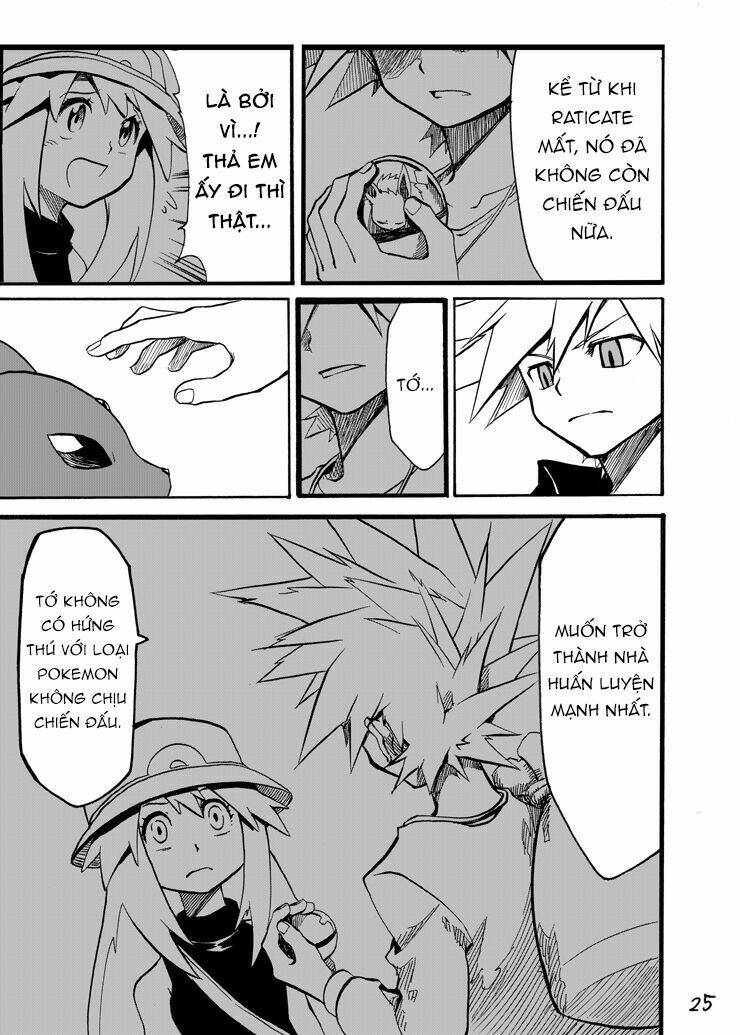 KỂ TỪ KHI
RATICATE
MẤT, NÓ ĐÃ
KHÔNG CÒN
CHIẾN ĐẤU
NỮA.
LÀ BỞI
VÌ...!
THẢ EM
ẤY ĐI THÌ
THẬT...
TỚ...
MUỐN TRỞ
THÀNH NHÀ
HUẤN LUYỆN
MẠNH NHẤT.
TỚ KHÔNG
CÓ HỨNG
THÚ VỚI LOẠI
POKEMON
KHÔNG CHỊU
CHIẾN ĐẤU.
25